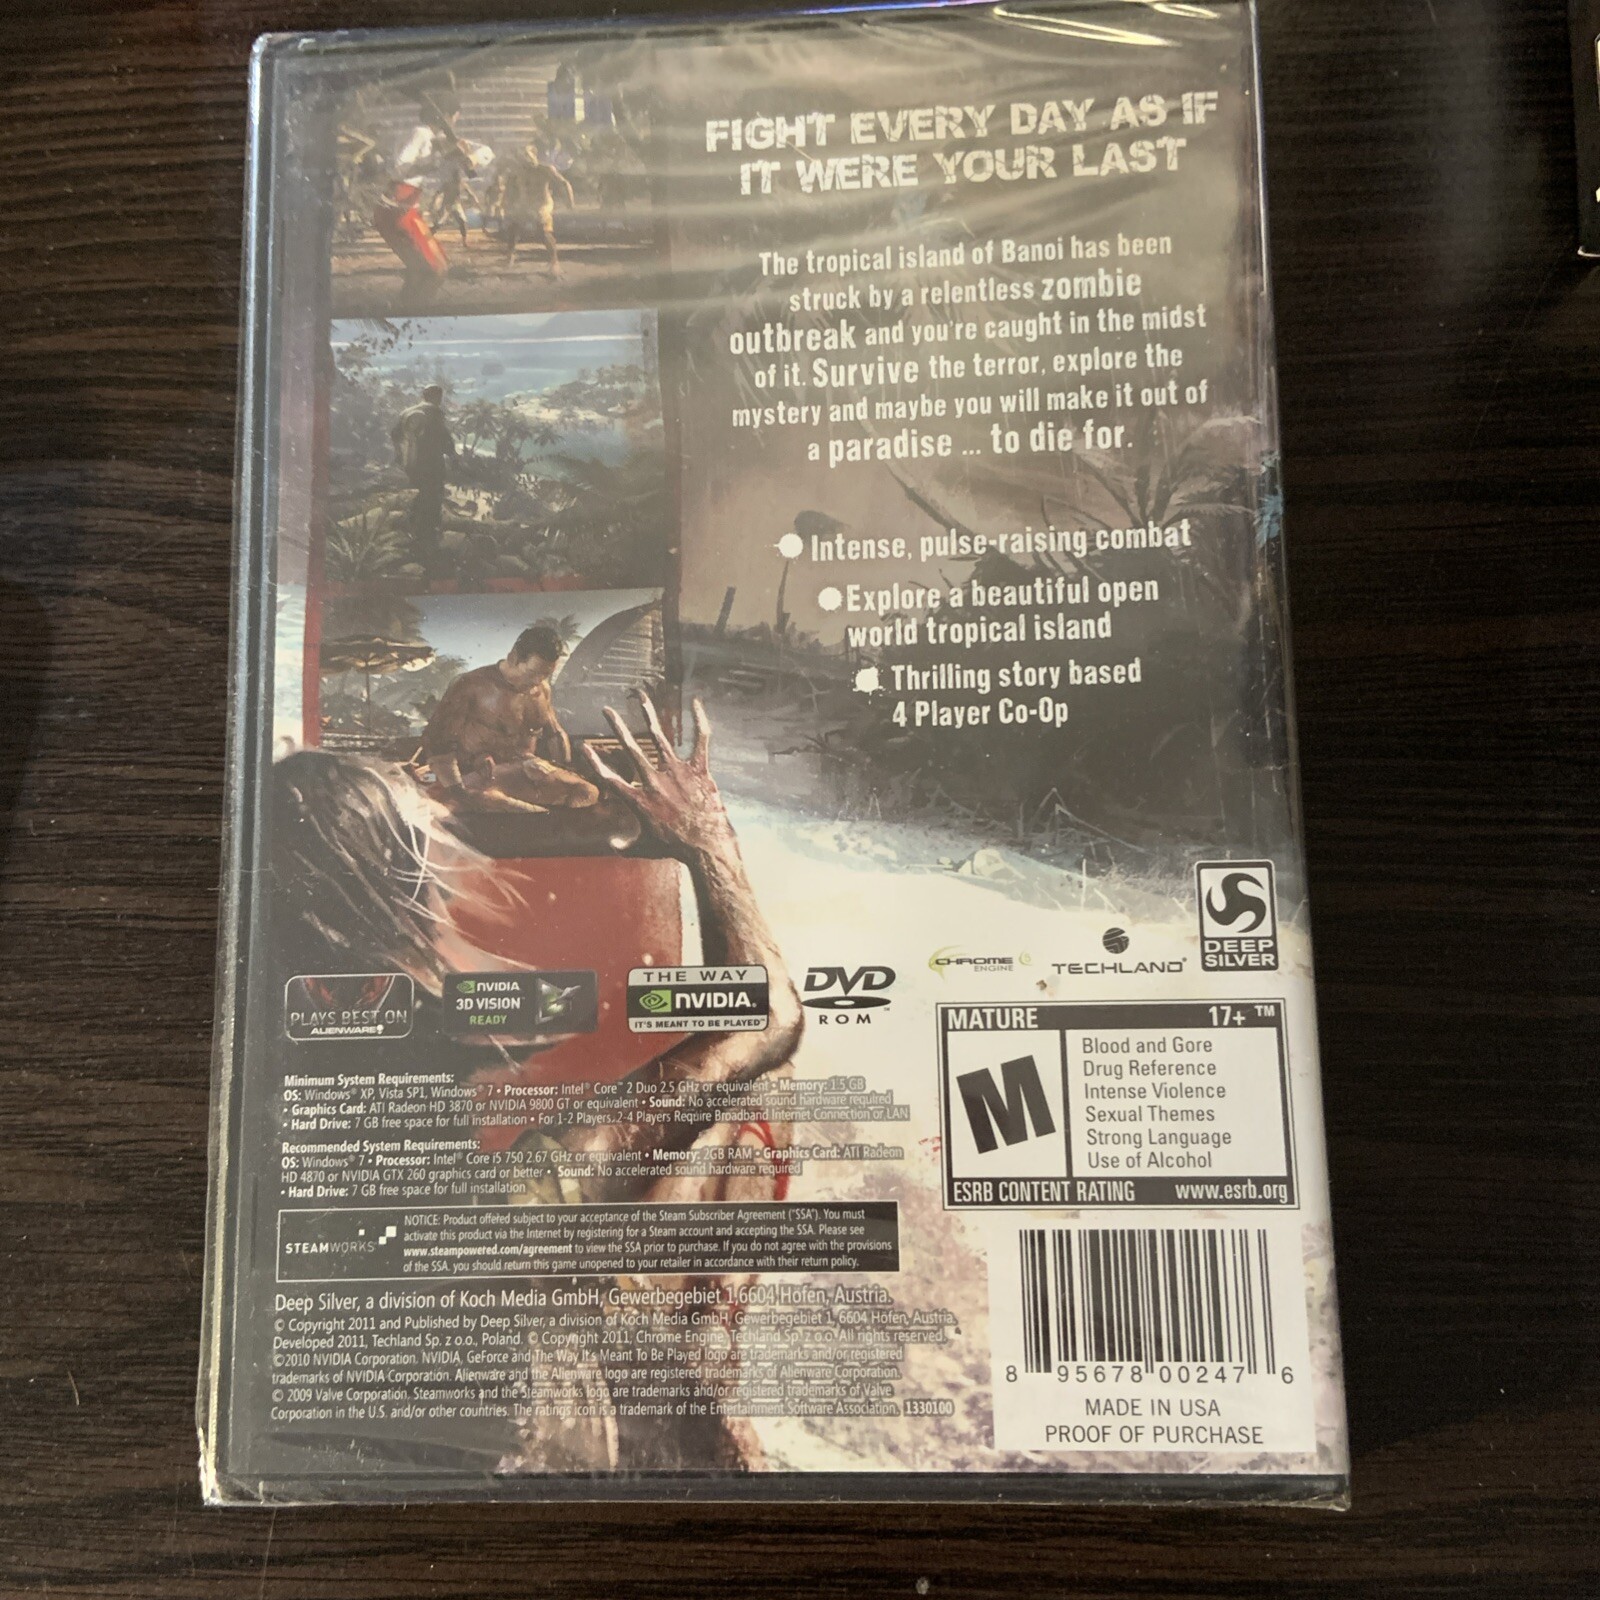 FIGHT EVERY DAY AS IF
IT WERE YOUR LAST
The tropical island of Banoi has been
struck by a relentless zombie
outbreak and you're caught in the midst
of it. Survive the terror, explore the
mystery and maybe you will make it out of
a paradise ... to die for.
Intense, pulse-raising combat
Explore a beautiful open
world tropical island
Thrilling story based
4 Player Co-Op
PLAYS BEST ON
ALIENWARE
NVIDIA
3D VISION™
READY
THE WAY
NVIDIA.
IT'S MEANT TO BE PLAYED™
DVD™
ROM
CHROME
ENGINE
TECHLAND®
DEEP
SILVER
Minimum System Requirements:
OS: Windows® XP, Vista SP1, Windows® 7 • Processor: Intel® Core™ 2 Duo 2.5 GHz or equivalent • Memory: 1.5 GB
• Graphics Card: ATI Radeon HD 3870 or NVIDIA 9800 GT or equivalent • Sound: No accelerated sound hardware required
• Hard Drive: 7 GB free space for full installation • For 1-2 Players, 2-4 Players Require Broadband Internet Connection or LAN
Recommended System Requirements:
OS: Windows® 7 • Processor: Intel® Core i5 750 2.67 GHz or equivalent • Memory: 2GB RAM • Graphics Card: ATI Radeon
HD 4870 or NVIDIA GTX 260 graphics card or better • Sound: No accelerated sound hardware required
• Hard Drive: 7 GB free space for full installation
STEAMWORKS™
NOTICE: Product offered subject to your acceptance of the Steam Subscriber Agreement ("SSA"). You must
activate this product via the Internet by registering for a Steam account and accepting the SSA. Please see
www.steampowered.com/agreement to view the SSA prior to purchase. If you do not agree with the provisions
of the SSA, you should return this game unopened to your retailer in accordance with their return policy.
Deep Silver, a division of Koch Media GmbH, Gewerbegebiet 1,6604 Höfen, Austria.
© Copyright 2011 and Published by Deep Silver, a division of Koch Media GmbH, Gewerbegebiet 1, 6604 Höfen, Austria.
Developed 2011, Techland Sp. z o.o., Poland. © Copyright 2011, Chrome Engine, Techland Sp. z o.o. All rights reserved.
©2010 NVIDIA Corporation. NVIDIA, GeForce and The Way It's Meant To Be Played logo are trademarks and/or registered
trademarks of NVIDIA Corporation. Alienware and the Alienware logo are registered trademarks of Alienware Corporation.
© 2009 Valve Corporation. Steamworks and the Steamworks logo are trademarks and/or registered trademarks of Valve
Corporation in the U.S. and/or other countries. The ratings icon is a trademark of the Entertainment Software Association. 1330100
MATURE 17+ ™
M
Blood and Gore
Drug Reference
Intense Violence
Sexual Themes
Strong Language
Use of Alcohol
ESRB CONTENT RATING www.esrb.org
8 95678 00247 6
MADE IN USA
PROOF OF PURCHASE